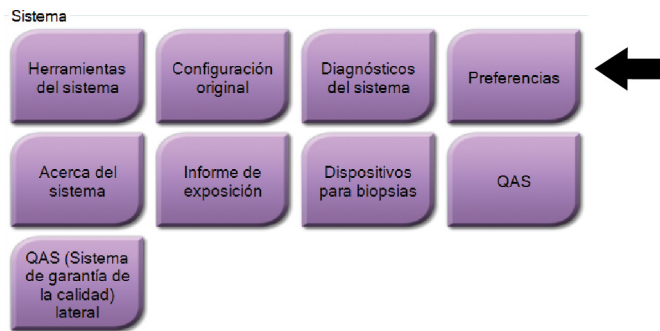 Sistema
Herramientas
del sistema
Configuración
original
Diagnósticos
del sistema
Preferencias
Acerca del
sistema
Informe de
exposición
Dispositivos
para biopsias
QAS
QAS (Sistema
de garantía de
la calidad)
lateral